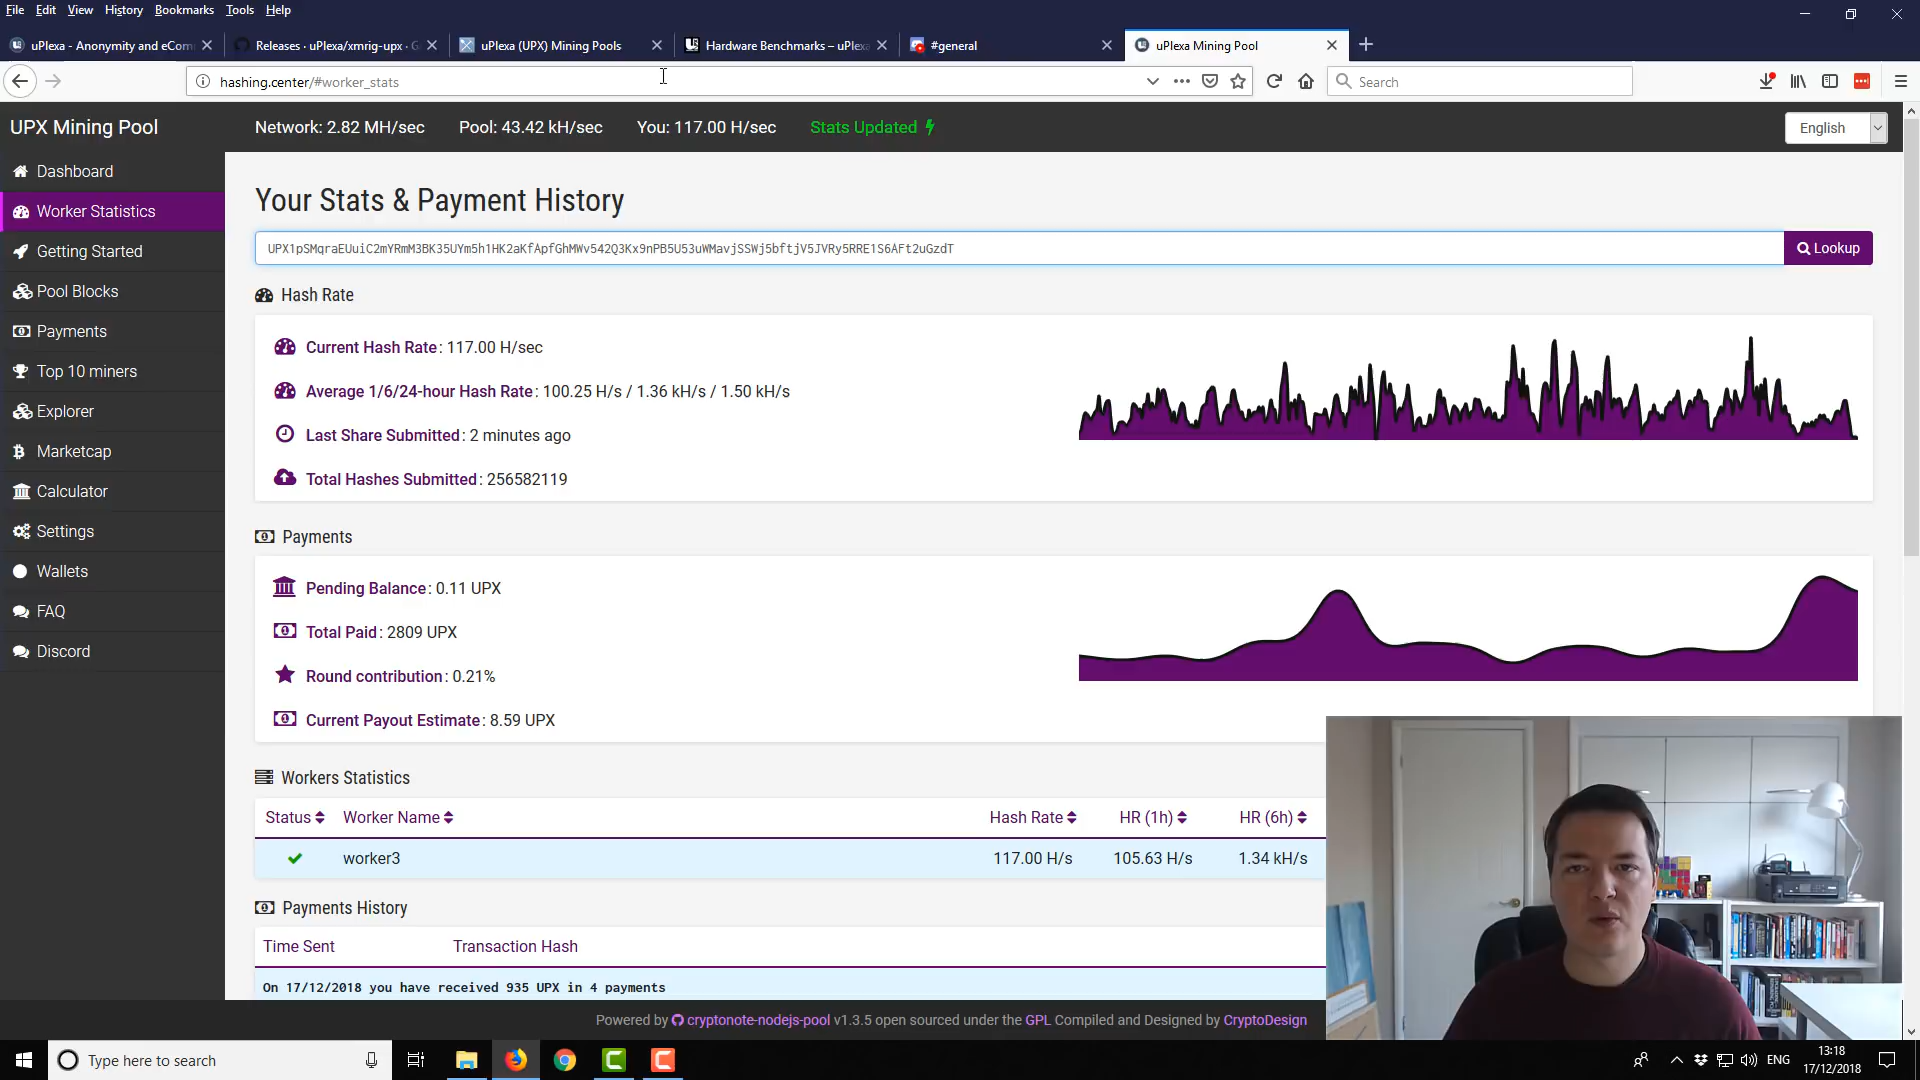 File Edit View History Bookmarks Tools Help
uPlexa - Anonymity and eCom
Releases · uPlexa/xmrig-upx · G
uPlexa (UPX) Mining Pools
Hardware Benchmarks – uPlexa
#general
uPlexa Mining Pool
hashing.center/#worker_stats
Search
UPX Mining Pool
Network: 2.82 MH/sec Pool: 43.42 kH/sec You: 117.00 H/sec Stats Updated
English
Dashboard
Worker Statistics
Getting Started
Pool Blocks
Payments
Top 10 miners
Explorer
Marketcap
Calculator
Settings
Wallets
FAQ
Discord
Your Stats & Payment History
UPX1pSMqraEUuiC2mYRmM3BK35UYm5h1HK2aKfApfGhMWv542Q3Kx9nPB5U53uWMavjSSWj5bftjV5JVRy5RRE1S6AFt2uGzdT
Lookup
Hash Rate
Current Hash Rate: 117.00 H/sec
Average 1/6/24-hour Hash Rate: 100.25 H/s / 1.36 kH/s / 1.50 kH/s
Last Share Submitted: 2 minutes ago
Total Hashes Submitted: 256582119
Payments
Pending Balance: 0.11 UPX
Total Paid: 2809 UPX
Round contribution: 0.21%
Current Payout Estimate: 8.59 UPX
Workers Statistics
Status Worker Name Hash Rate HR (1h) HR (6h)
worker3 117.00 H/s 105.63 H/s 1.34 kH/s
Payments History
Time Sent Transaction Hash
On 17/12/2018 you have received 935 UPX in 4 payments
Powered by cryptonote-nodejs-pool v1.3.5 open sourced under the GPL Compiled and Designed by CryptoDesign
Type here to search
ENG
13:18
17/12/2018